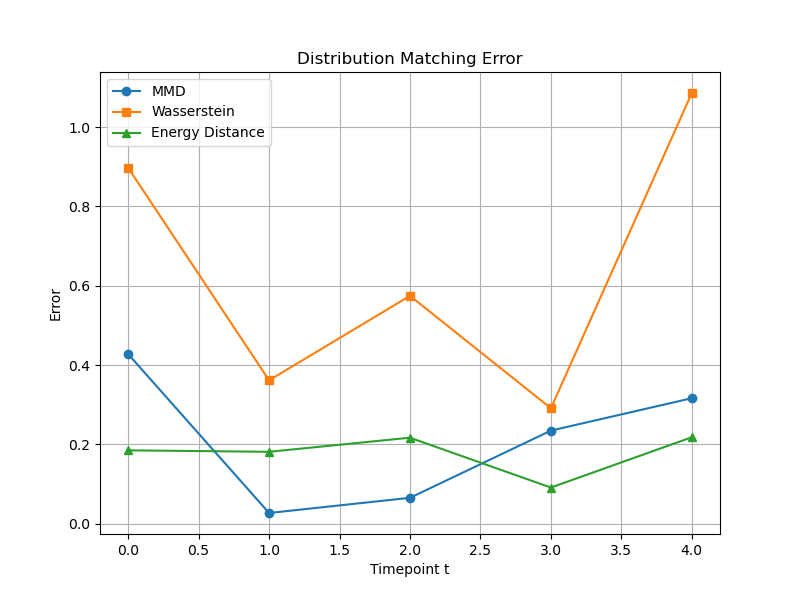 Distribution Matching Error
MMD
Wasserstein
Energy Distance
Error
1.0
0.8
0.6
0.4
0.2
0.0
0.0 0.5 1.0 1.5 2.0 2.5 3.0 3.5 4.0
Timepoint t